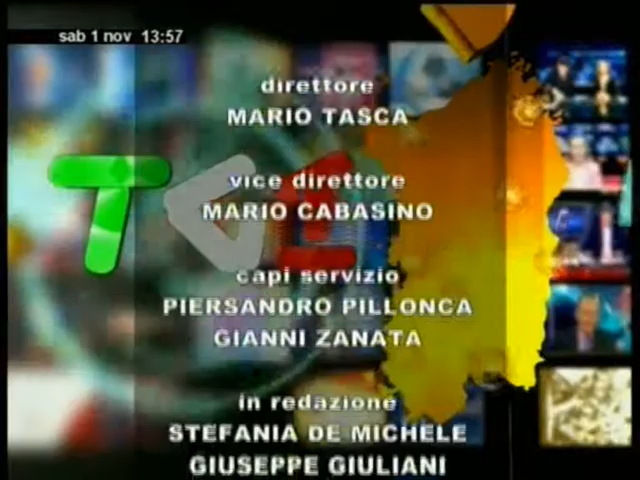 sab 1 nov 13:57
direttore
MARIO TASCA
vice direttore
MARIO CABASINO
capi servizio
PIERSANDRO PILLONCA
GIANNI ZANATA
in redazione
STEFANIA DE MICHELE
GIUSEPPE GIULIANI